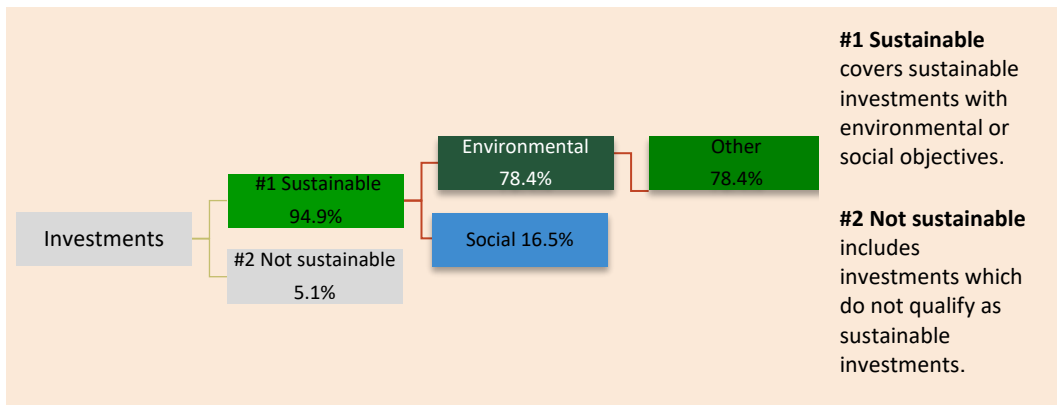 Investments
#1 Sustainable
94.9%
#2 Not sustainable
5.1%
Environmental
78.4%
Social 16.5%
Other
78.4%
#1 Sustainable
covers sustainable
investments with
environmental or
social objectives.
#2 Not sustainable
includes
investments which
do not qualify as
sustainable
investments.